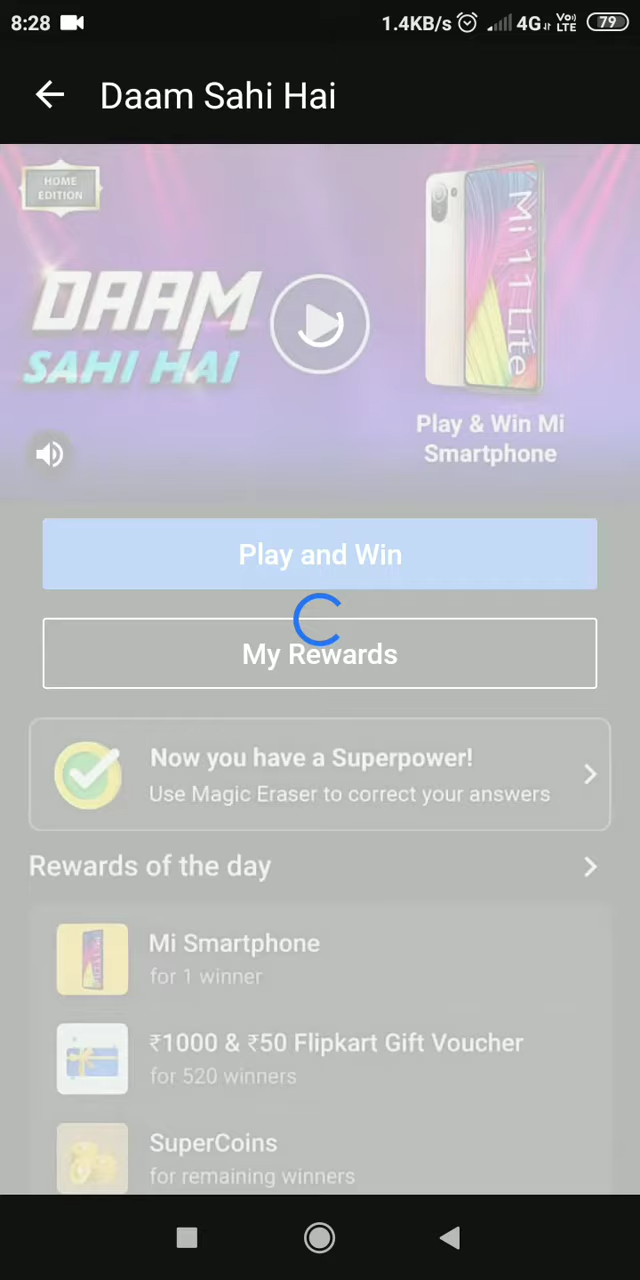 8:28 1.4KB/s 4G Vo)) LTE 79
Daam Sahi Hai
HOME
EDITION
DAAM
SAHI HAI
Mi 11 Lite
Play & Win Mi
Smartphone
Play and Win
My Rewards
Now you have a Superpower!
Use Magic Eraser to correct your answers
Rewards of the day
Mi Smartphone
for 1 winner
₹1000 & ₹50 Flipkart Gift Voucher
for 520 winners
SuperCoins
for remaining winners